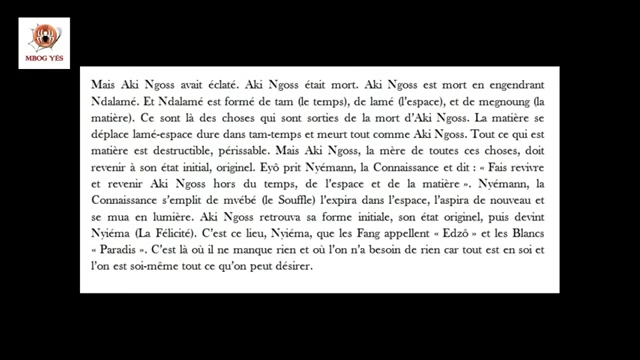 MBOG YÉS
Mais Aki Ngoss avait éclaté. Aki Ngoss était mort. Aki Ngoss est mort en engendrant
Ndalamé. Et Ndalamé est formé de tam (le temps), de lamé (l'espace), et de megnoung (la
matière). Ce sont là des choses qui sont sorties de la mort d'Aki Ngoss. La matière se
déplace lamé-espace dure dans tam-temps et meurt tout comme Aki Ngoss. Tout ce qui est
matière est destructible, périssable. Mais Aki Ngoss, la mère de toutes ces choses, doit
revenir à son état initial, originel. Eyô prit Nyémann, la Connaissance et dit : « Fais revivre
et revenir Aki Ngoss hors du temps, de l'espace et de la matière ». Nyémann, la
Connaissance s'emplit de mvébé (le Souffle) l'expira dans l'espace, l'aspira de nouveau et
se mua en lumière. Aki Ngoss retrouva sa forme initiale, son état originel, puis devint
Nyiéma (La Félicité). C'est ce lieu, Nyiéma, que les Fang appellent « Edzô » et les Blancs
« Paradis ». C'est là où il ne manque rien et où l'on n'a besoin de rien car tout est en soi et
l'on est soi-même tout ce qu'on peut désirer.